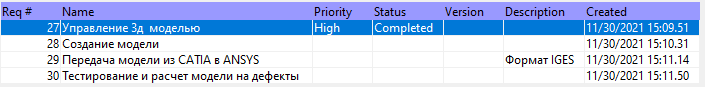 Req # Name Priority Status Version Description Created
27 Управление 3д моделью High Completed 11/30/2021 15:09.51
28 Создание модели 11/30/2021 15:10.31
29 Передача модели из CATIA в ANSYS Формат IGES 11/30/2021 15:11.14
30 Тестирование и расчет модели на дефекты 11/30/2021 15:11.50